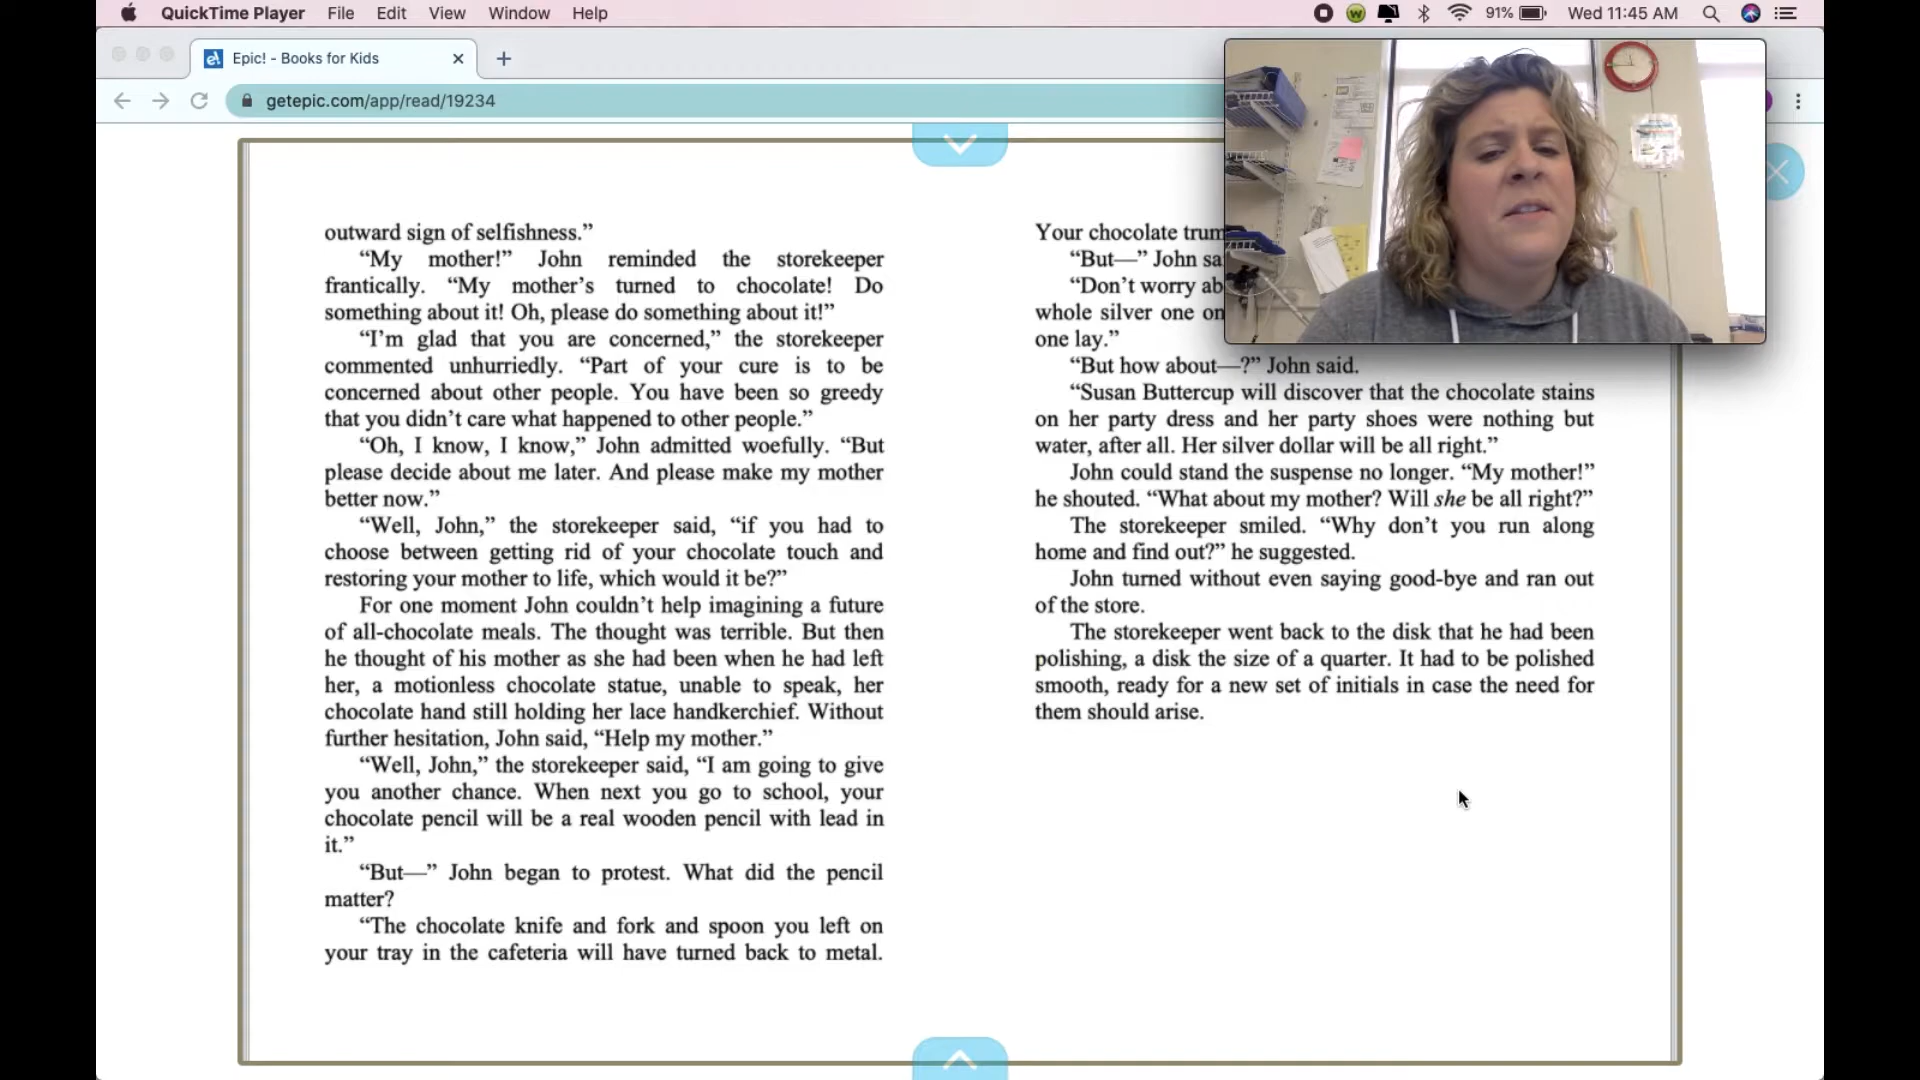 QuickTime Player File Edit View Window Help 91% Wed 11:45 AM
Epic! - Books for Kids
getepic.com/app/read/19234
outward sign of selfishness.”
“My mother!” John reminded the storekeeper
frantically. “My mother’s turned to chocolate! Do
something about it! Oh, please do something about it!”
“I’m glad that you are concerned,” the storekeeper
commented unhurriedly. “Part of your cure is to be
concerned about other people. You have been so greedy
that you didn’t care what happened to other people.”
“Oh, I know, I know,” John admitted woefully. “But
please decide about me later. And please make my mother
better now.”
“Well, John,” the storekeeper said, “if you had to
choose between getting rid of your chocolate touch and
restoring your mother to life, which would it be?”
For one moment John couldn’t help imagining a future
of all-chocolate meals. The thought was terrible. But then
he thought of his mother as she had been when he had left
her, a motionless chocolate statue, unable to speak, her
chocolate hand still holding her lace handkerchief. Without
further hesitation, John said, “Help my mother.”
“Well, John,” the storekeeper said, “I am going to give
you another chance. When next you go to school, your
chocolate pencil will be a real wooden pencil with lead in
it.”
“But—” John began to protest. What did the pencil
matter?
“The chocolate knife and fork and spoon you left on
your tray in the cafeteria will have turned back to metal.
Your chocolate trum
“But—” John sa
“Don’t worry ab
whole silver one on
one lay.”
“But how about—?” John said.
“Susan Buttercup will discover that the chocolate stains
on her party dress and her party shoes were nothing but
water, after all. Her silver dollar will be all right.”
John could stand the suspense no longer. “My mother!”
he shouted. “What about my mother? Will she be all right?”
The storekeeper smiled. “Why don’t you run along
home and find out?” he suggested.
John turned without even saying good-bye and ran out
of the store.
The storekeeper went back to the disk that he had been
polishing, a disk the size of a quarter. It had to be polished
smooth, ready for a new set of initials in case the need for
them should arise.